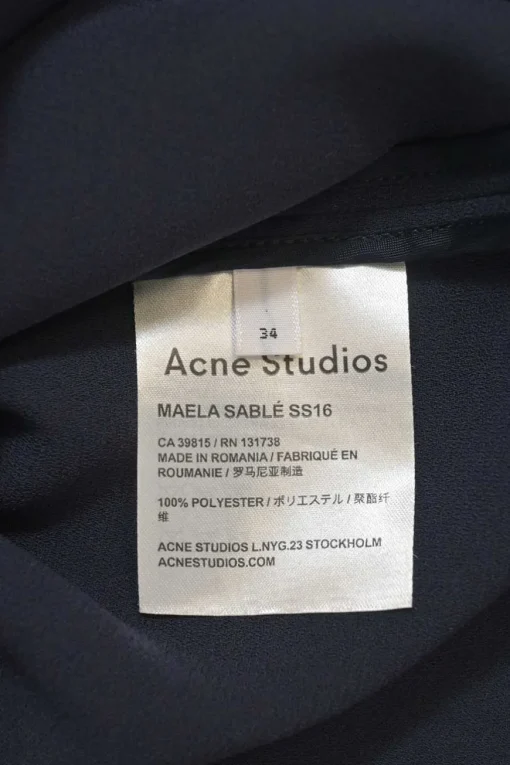 34
Acne Studios
MAELA SABLÉ SS16
CA 39815 / RN 131738
MADE IN ROMANIA / FABRIQUÉ EN
ROUMANIE / 罗马尼亚制造
100% POLYESTER / ポリエステル / 聚酯纤
维
ACNE STUDIOS L.NYG.23 STOCKHOLM
ACNESTUDIOS.COM